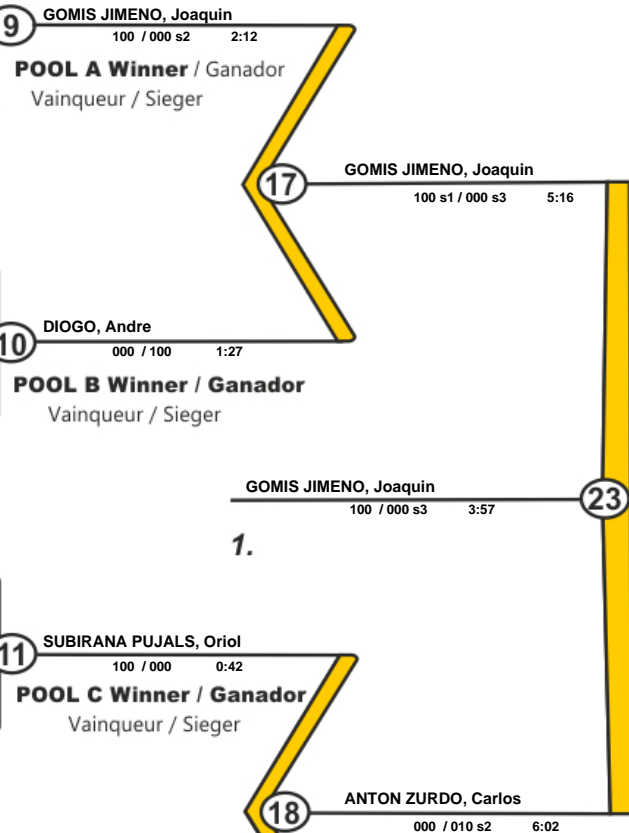 GOMIS JIMENO, Joaquin
9
100 / 000 s2 2:12
POOL A Winner / Ganador
Vainqueur / Sieger
GOMIS JIMENO, Joaquin
17
100 s1 / 000 s3 5:16
DIOGO, Andre
10
000 / 100 1:27
POOL B Winner / Ganador
Vainqueur / Sieger
GOMIS JIMENO, Joaquin
23
100 / 000 s3 3:57
1.
SUBIRANA PUJALS, Oriol
11
100 / 000 0:42
POOL C Winner / Ganador
Vainqueur / Sieger
ANTON ZURDO, Carlos
18
000 / 010 s2 6:02